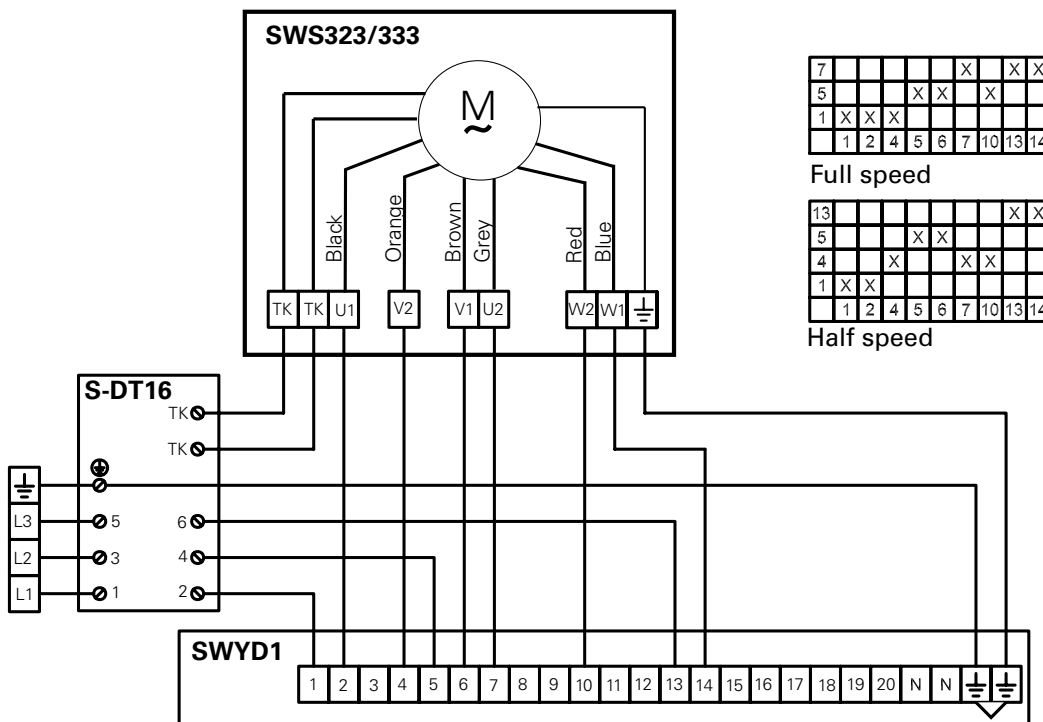 SWS323/333
M
~
Black
Orange
Brown
Grey
Red
Blue
TK TK U1 V2 V1 U2 W2 W1
7 X X X
5 X X X
1 X X X
1 2 4 5 6 7 10 13 14
Full speed
13 X X
5 X X
4 X X X
1 X X
1 2 4 5 6 7 10 13 14
Half speed
S-DT16
TK
TK
L3 5 6
L2 3 4
L1 1 2
SWYD1
1 2 3 4 5 6 7 8 9 10 11 12 13 14 15 16 17 18 19 20 N N